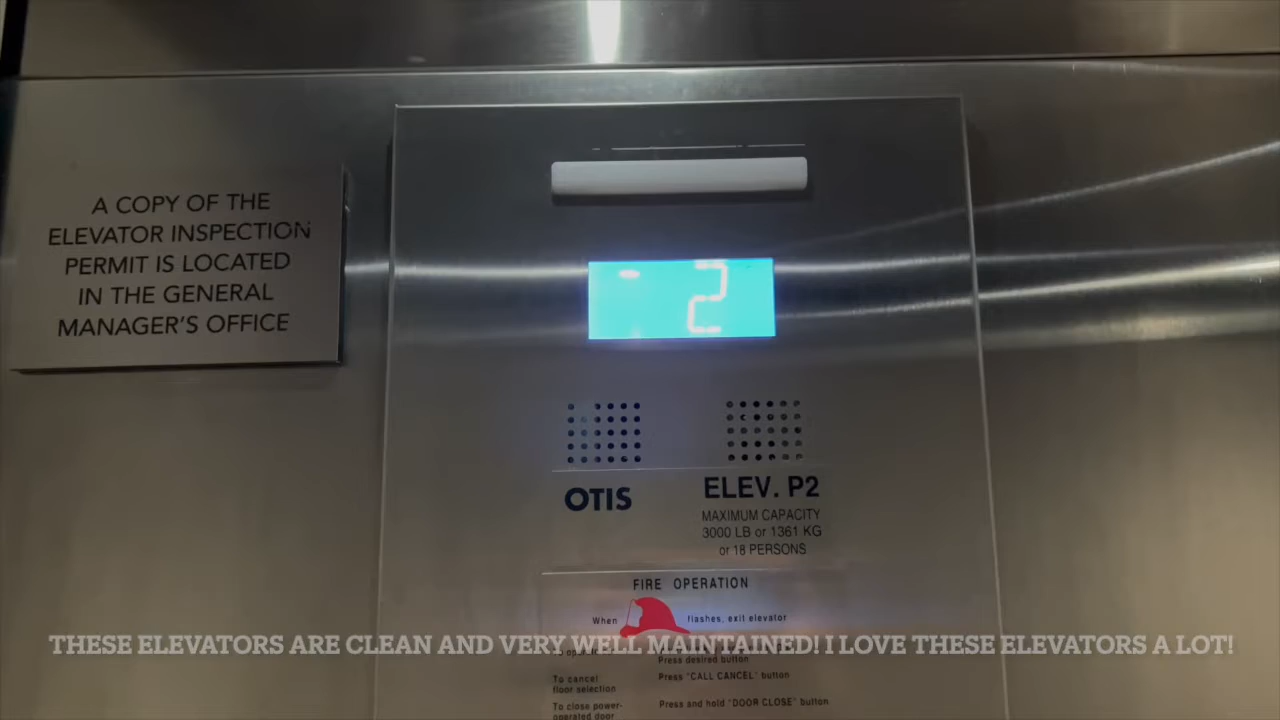 A COPY OF THE
ELEVATOR INSPECTION
PERMIT IS LOCATED
IN THE GENERAL
MANAGER'S OFFICE
2
OTIS
ELEV. P2
MAXIMUM CAPACITY
3000 LB or 1361 KG
or 18 PERSONS
FIRE OPERATION
When flashes, exit elevator
THESE ELEVATORS ARE CLEAN AND VERY WELL MAINTAINED! I LOVE THESE ELEVATORS A LOT!
Press desired button
To cancel
floor selection
Press "CALL CANCEL" button
To close power-
operated door
Press and hold "DOOR CLOSE" button